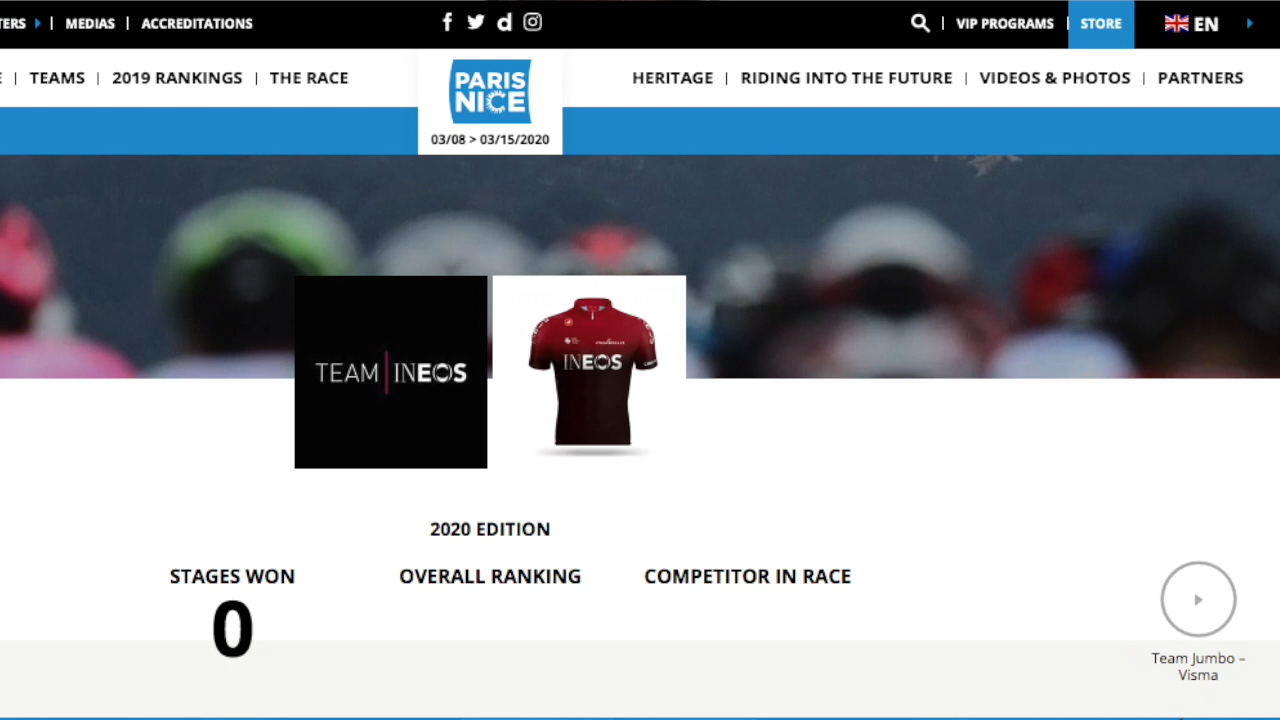 TERS
MEDIAS
ACCREDITATIONS
VIP PROGRAMS
STORE
EN
TEAMS
2019 RANKINGS
THE RACE
PARIS
NICE
03/08 > 03/15/2020
HERITAGE
RIDING INTO THE FUTURE
VIDEOS & PHOTOS
PARTNERS
TEAM INEOS
INEOS
2020 EDITION
STAGES WON
OVERALL RANKING
COMPETITOR IN RACE
0
Team Jumbo –
Visma